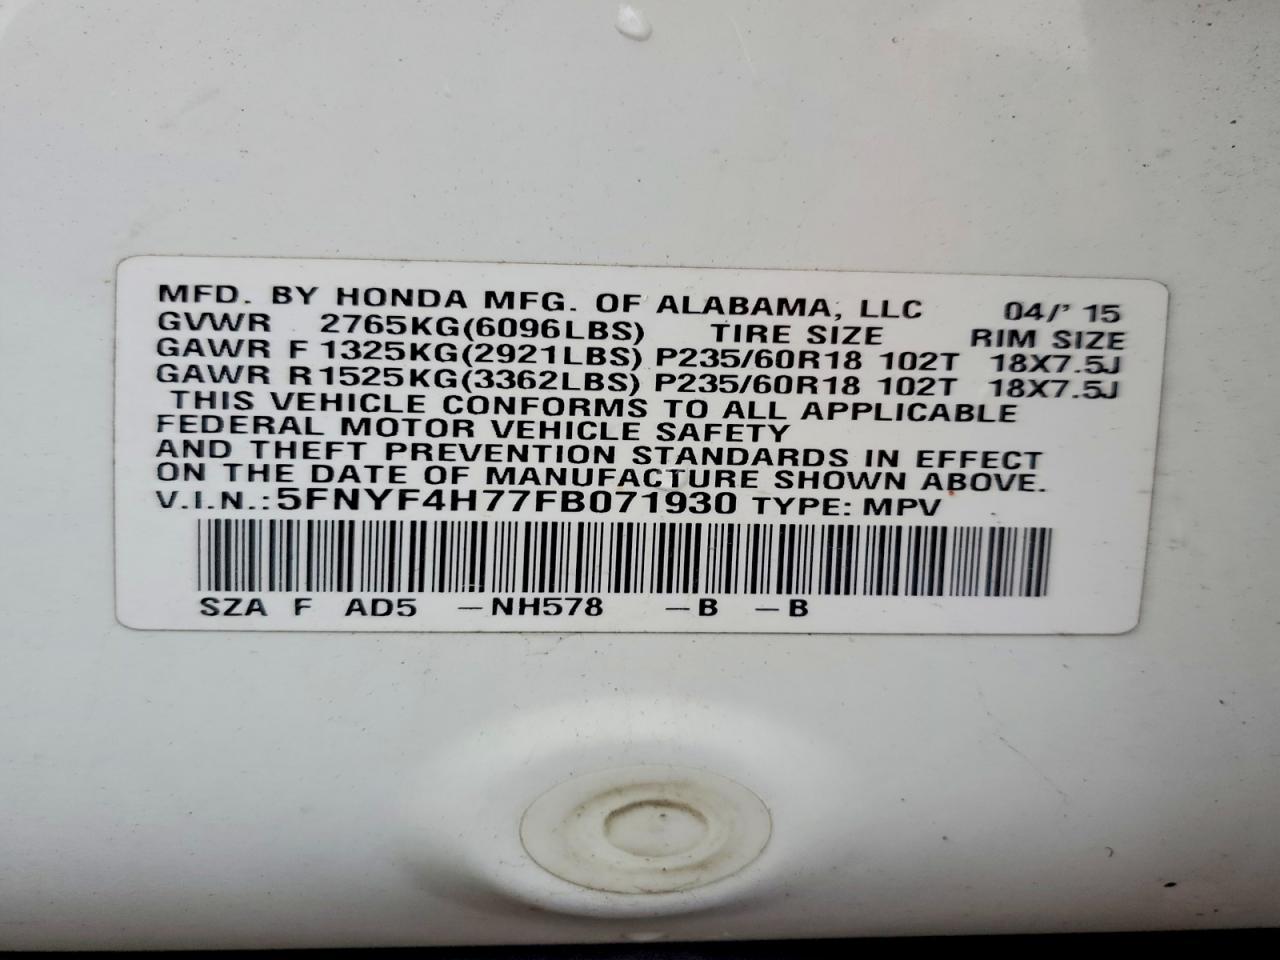 MFD. BY HONDA MFG. OF ALABAMA, LLC 04/' 15
GVWR 2765KG(6096LBS) TIRE SIZE RIM SIZE
GAWR F 1325KG(2921LBS) P235/60R18 102T 18X7.5J
GAWR R 1525KG(3362LBS) P235/60R18 102T 18X7.5J
THIS VEHICLE CONFORMS TO ALL APPLICABLE
FEDERAL MOTOR VEHICLE SAFETY
AND THEFT PREVENTION STANDARDS IN EFFECT
ON THE DATE OF MANUFACTURE SHOWN ABOVE.
V.I.N.: 5FNYF4H77FB071930 TYPE: MPV
SZA F AD5 -NH578 -B -B